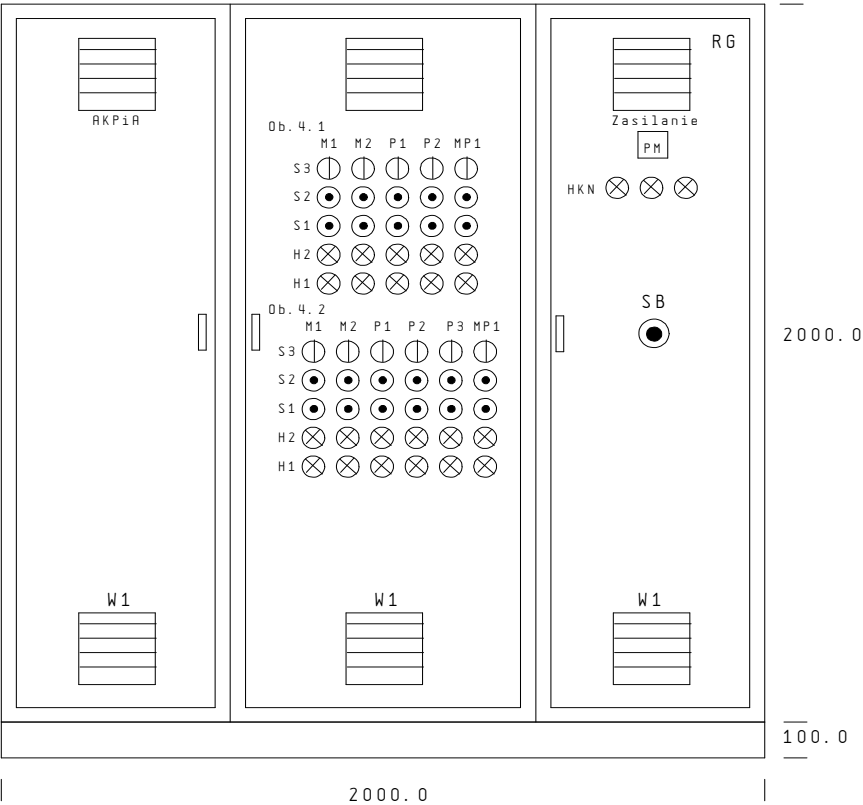 RG
AKPiA
Zasilanie
PM
HKN
Ob.4.1
M1 M2 P1 P2 MP1
S3
S2
S1
H2
H1
Ob.4.2
M1 M2 P1 P2 P3 MP1
S3
S2
S1
H2
H1
SB
2000.0
W1 W1 W1
100.0
2000.0